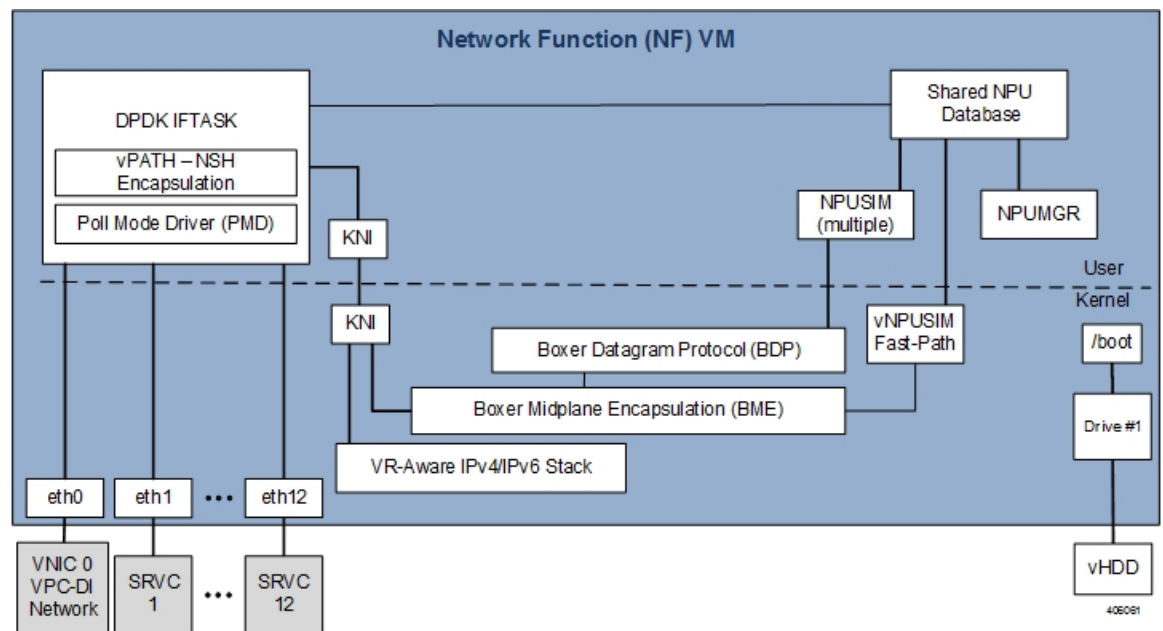 Network Function (NF) VM
DPDK IFTASK
vPATH – NSH
Encapsulation
Poll Mode Driver (PMD)
Shared NPU
Database
NPUSIM
(multiple)
NPUMGR
KNI
User
Kernel
KNI
vNPUSIM
Fast-Path
/boot
Boxer Datagram Protocol (BDP)
Boxer Midplane Encapsulation (BME)
Drive #1
VR-Aware IPv4/IPv6 Stack
eth0
eth1
•••
eth12
VNIC 0
VPC-DI
Network
SRVC
1
•••
SRVC
12
vHDD
406061